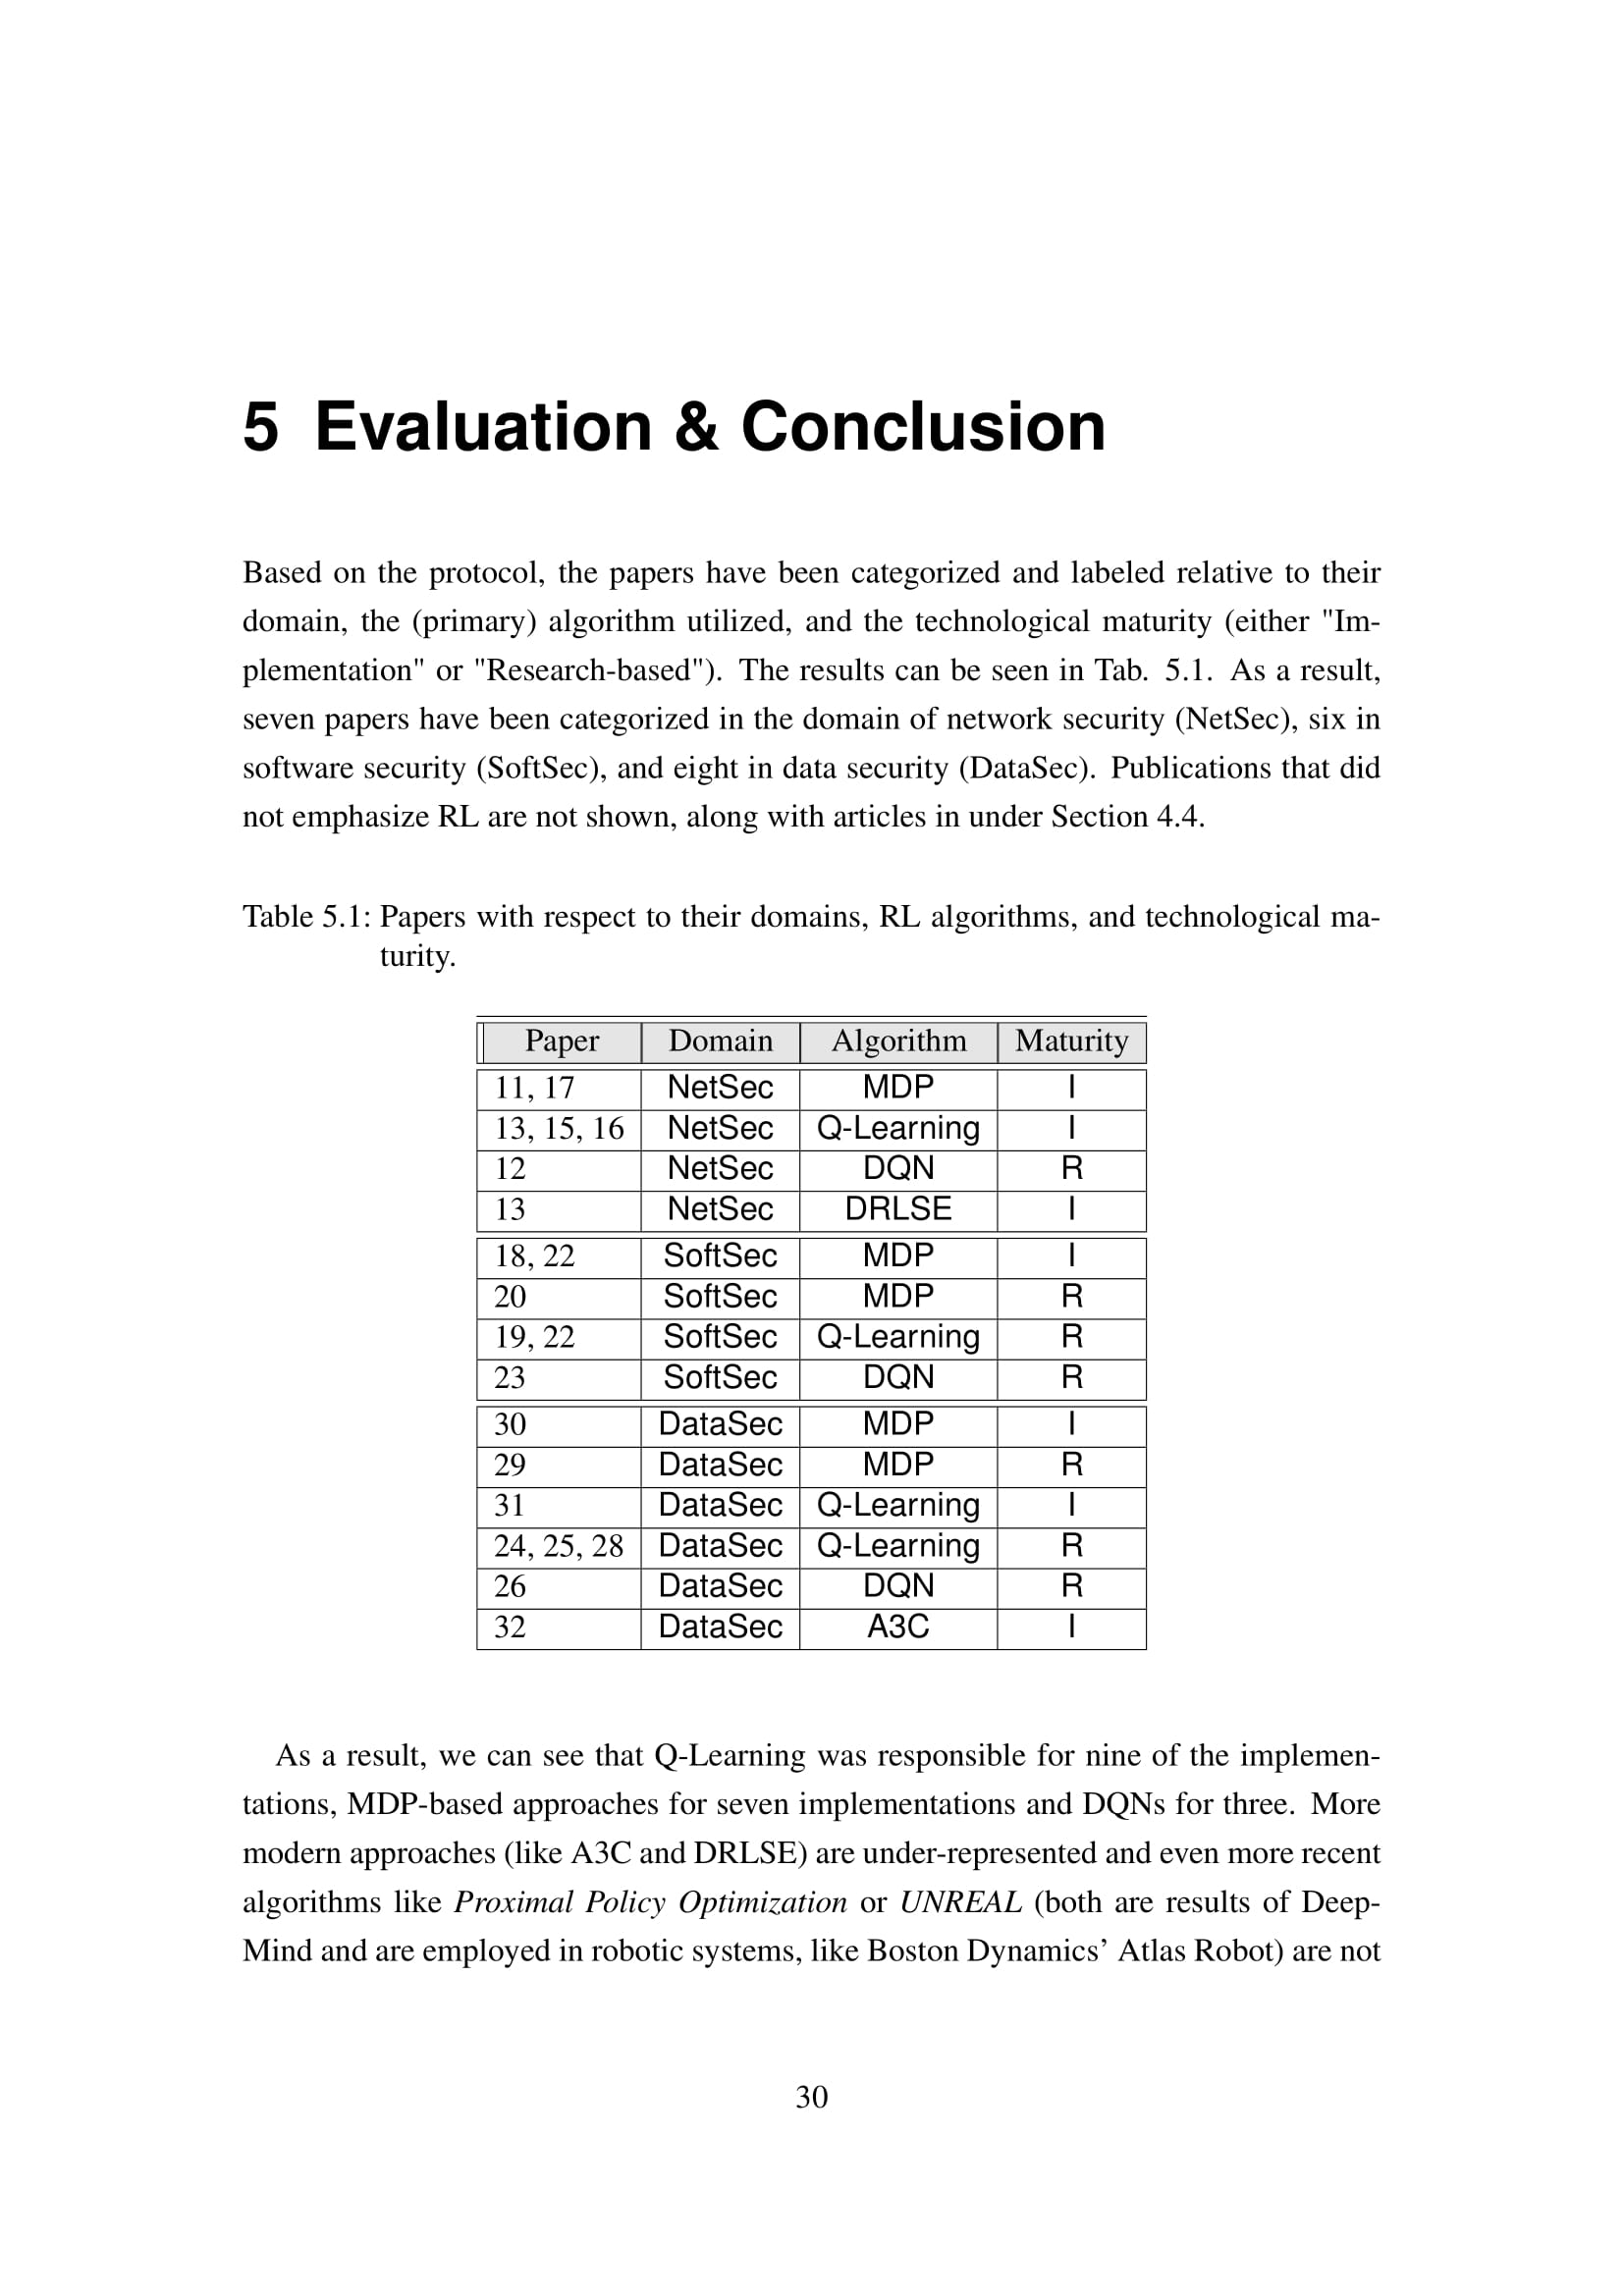 5 Evaluation & Conclusion
Based on the protocol, the papers have been categorized and labeled relative to their
domain, the (primary) algorithm utilized, and the technological maturity (either "Im-
plementation" or "Research-based"). The results can be seen in Tab. 5.1. As a result,
seven papers have been categorized in the domain of network security (NetSec), six in
software security (SoftSec), and eight in data security (DataSec). Publications that did
not emphasize RL are not shown, along with articles in under Section 4.4.
Table 5.1: Papers with respect to their domains, RL algorithms, and technological ma-
turity.
Paper Domain Algorithm Maturity
11, 17 NetSec MDP I
13, 15, 16 NetSec Q-Learning I
12 NetSec DQN R
13 NetSec DRLSE I
18, 22 SoftSec MDP I
20 SoftSec MDP R
19, 22 SoftSec Q-Learning R
23 SoftSec DQN R
30 DataSec MDP I
29 DataSec MDP R
31 DataSec Q-Learning I
24, 25, 28 DataSec Q-Learning R
26 DataSec DQN R
32 DataSec A3C I
As a result, we can see that Q-Learning was responsible for nine of the implemen-
tations, MDP-based approaches for seven implementations and DQNs for three. More
modern approaches (like A3C and DRLSE) are under-represented and even more recent
algorithms like Proximal Policy Optimization or UNREAL (both are results of Deep-
Mind and are employed in robotic systems, like Boston Dynamics’ Atlas Robot) are not
30